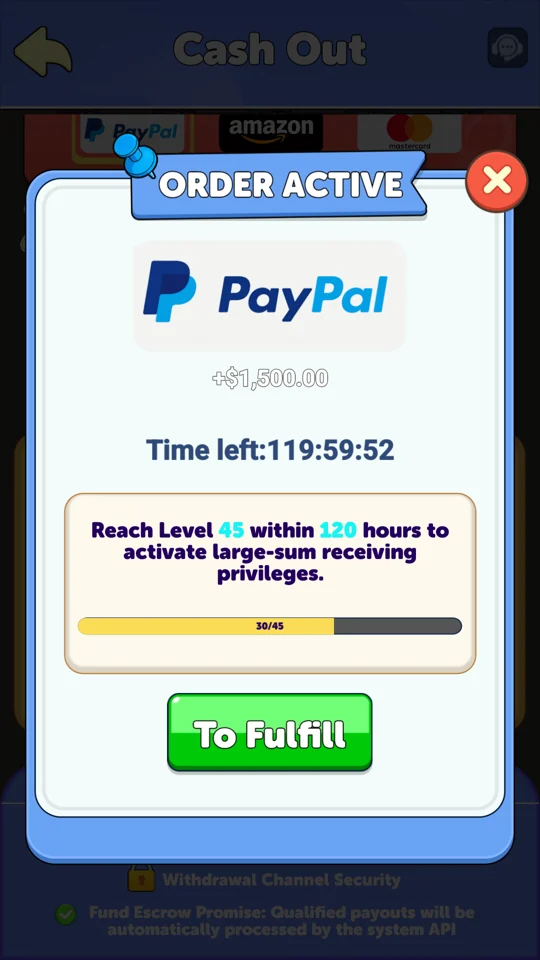 Cash Out
PayPal
amazon
mastercard
ORDER ACTIVE
PayPal
+$1,500.00
Time left:119:59:52
Reach Level 45 within 120 hours to
activate large-sum receiving
privileges.
30/45
To Fulfill
Withdrawal Channel Security
Fund Escrow Promise: Qualified payouts will be
automatically processed by the system API